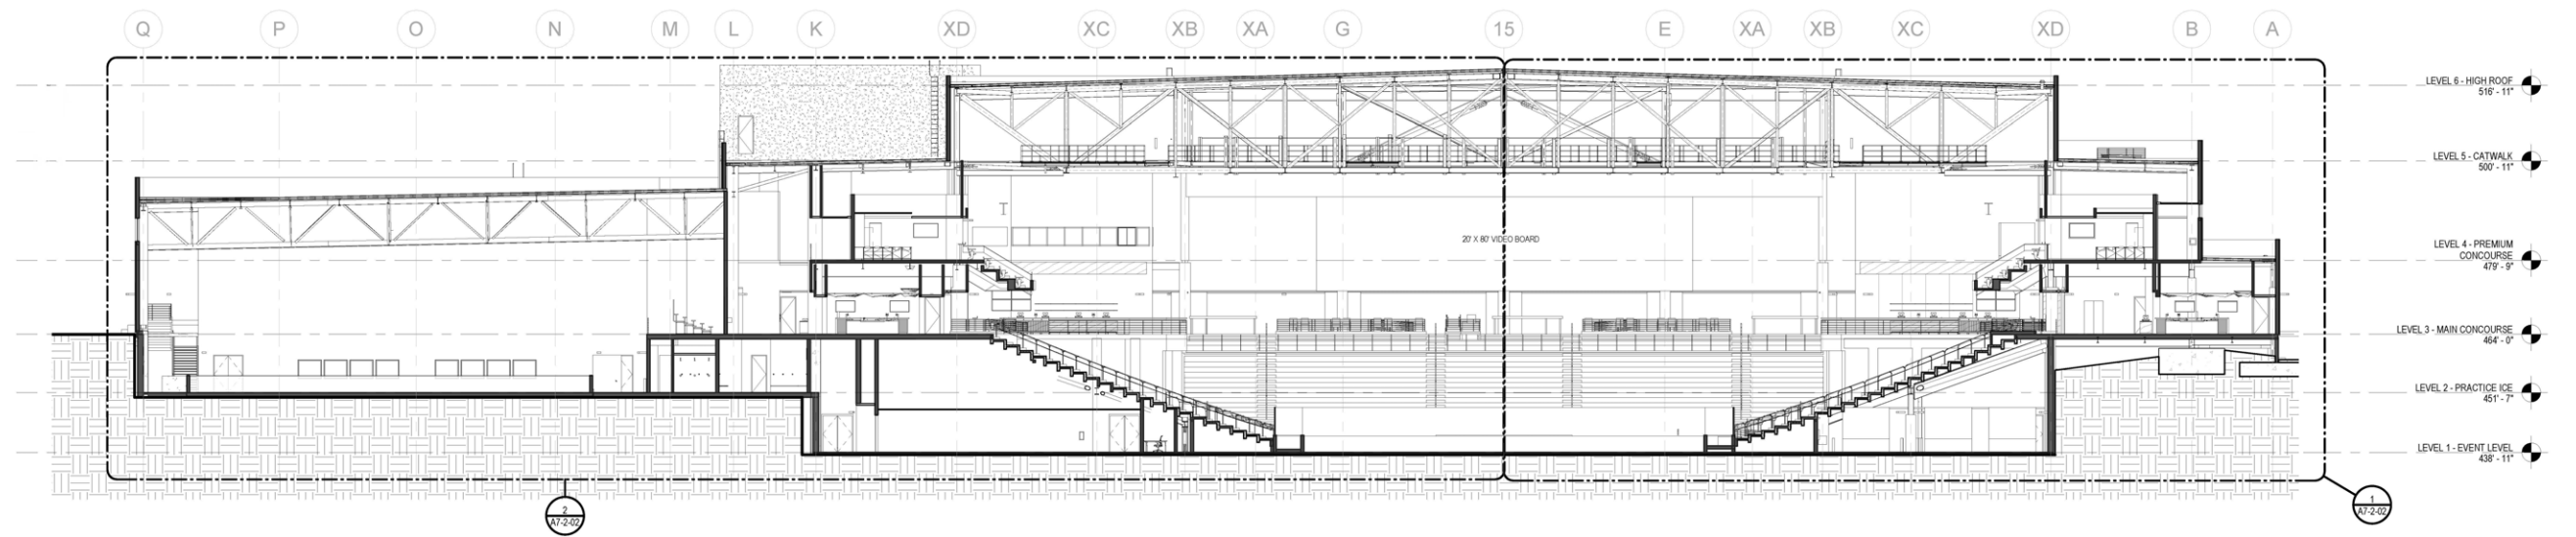 Q P O N M L K XD XC XB XA G 15 E XA XB XC XD B A
LEVEL 6 - HIGH ROOF
516' - 11"
LEVEL 5 - CATWALK
500' - 11"
20' X 80' VIDEO BOARD
LEVEL 4 - PREMIUM
CONCOURSE
479' - 9"
LEVEL 3 - MAIN CONCOURSE
464' - 0"
LEVEL 2 - PRACTICE ICE
451' - 7"
LEVEL 1 - EVENT LEVEL
438' - 11"
2
A7-2-02
1
A7-2-02